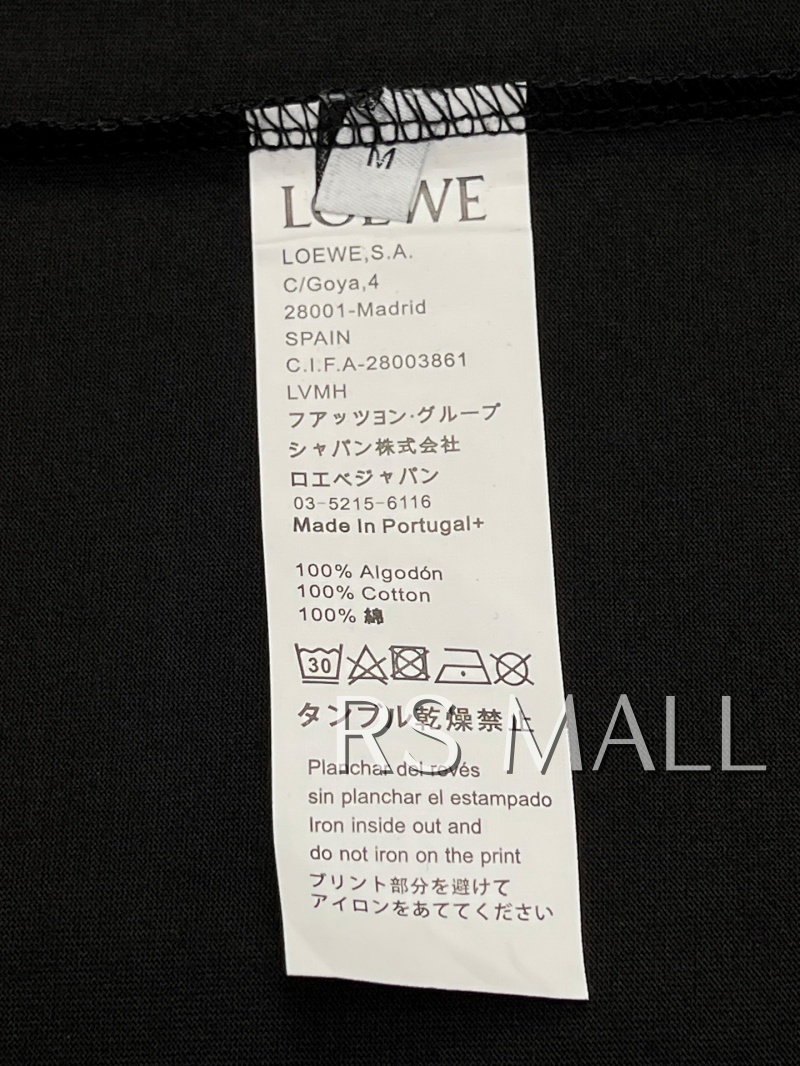 M
LOEWE
LOEWE,S.A.
C/Goya,4
28001-Madrid
SPAIN
C.I.F.A-28003861
LVMH
フアッツヨン·グループ
シャパン株式会社
ロエベジャパン
03-5215-6116
Made In Portugal+
100% Algodón
100% Cotton
100% 綿
30
タンフル乾燥禁止
RS MALL
Planchar del revés
sin planchar el estampado
Iron inside out and
do not iron on the print
プリント部分を避けて
アイロンをあててください